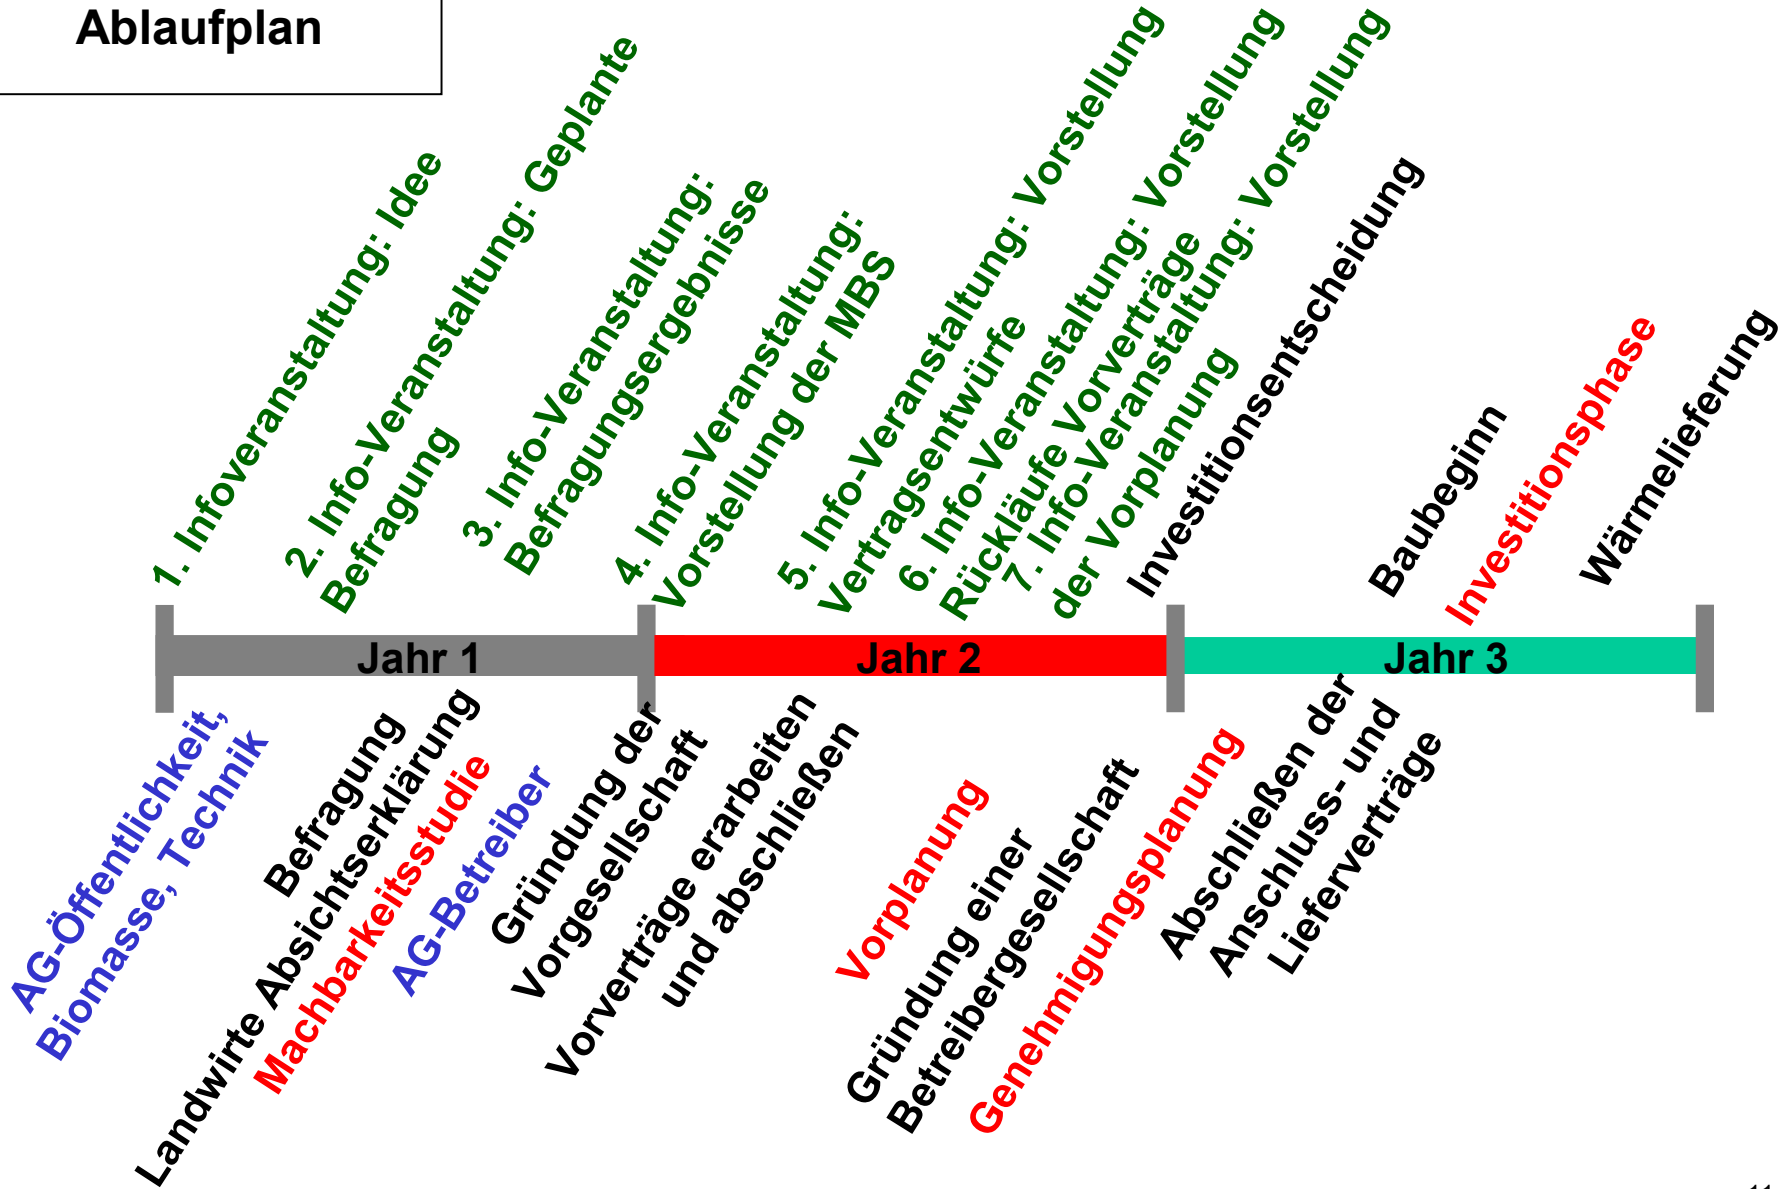 Ablaufplan
1. Infoveranstaltung: Idee
2. Info-Veranstaltung: Geplante
Befragung
3. Info-Veranstaltung:
Befragungsergebnisse
4. Info-Veranstaltung:
Vorstellung der MBS
5. Info-Veranstaltung: Vorstellung
Vertragsentwürfe
6. Info-Veranstaltung: Vorstellung
Rückläufe Vorverträge
7. Info-Veranstaltung: Vorstellung
der Vorplanung
Investitionsentscheidung
Baubeginn
Investitionsphase
Wärmelieferung
Jahr 1
Jahr 2
Jahr 3
AG-Öffentlichkeit,
Biomasse, Technik
Befragung
Landwirte Absichtserklärung
Machbarkeitsstudie
AG-Betreiber
Gründung der
Vorgesellschaft
Vorverträge erarbeiten
und abschließen
Vorplanung
Gründung einer
Betreibergesellschaft
Genehmigungsplanung
Abschließen der
Anschluss- und
Lieferverträge